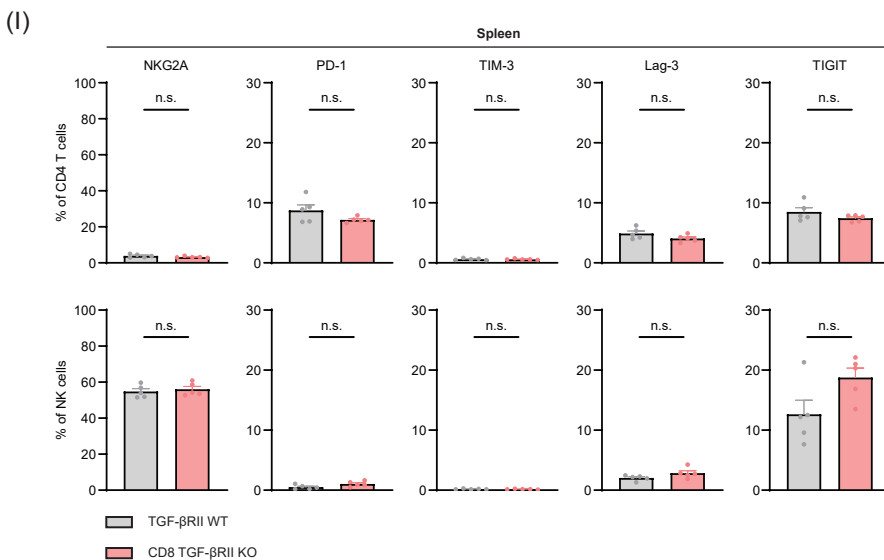 (I)
Spleen
NKG2A PD-1 TIM-3 Lag-3 TIGIT
% of CD4 T cells
100 80 60 40 20 0
n.s.
30 20 10 0
n.s.
30 20 10 0
n.s.
30 20 10 0
n.s.
30 20 10 0
n.s.
% of NK cells
100 80 60 40 20 0
n.s.
30 20 10 0
n.s.
30 20 10 0
n.s.
30 20 10 0
n.s.
30 20 10 0
n.s.
TGF-βRII WT
CD8 TGF-βRII KO